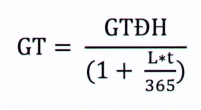 GT = GTĐH / (1 + L*t/365)